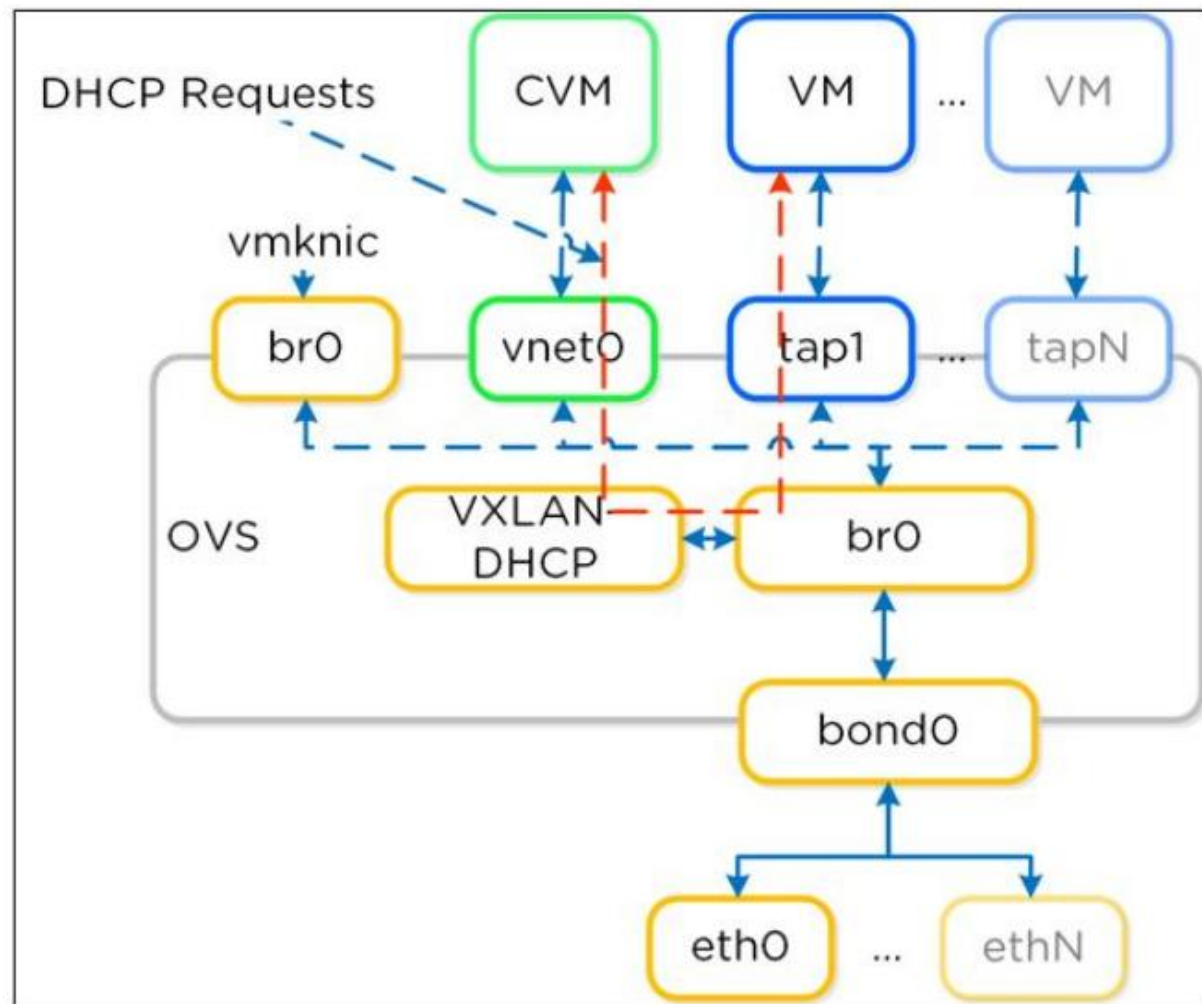 CVM
VM
...
VM
DHCP Requests
vmknic
br0
vnet0
tap1
...
tapN
OVS
VXLAN-
DHCP
br0
bond0
eth0
...
ethN